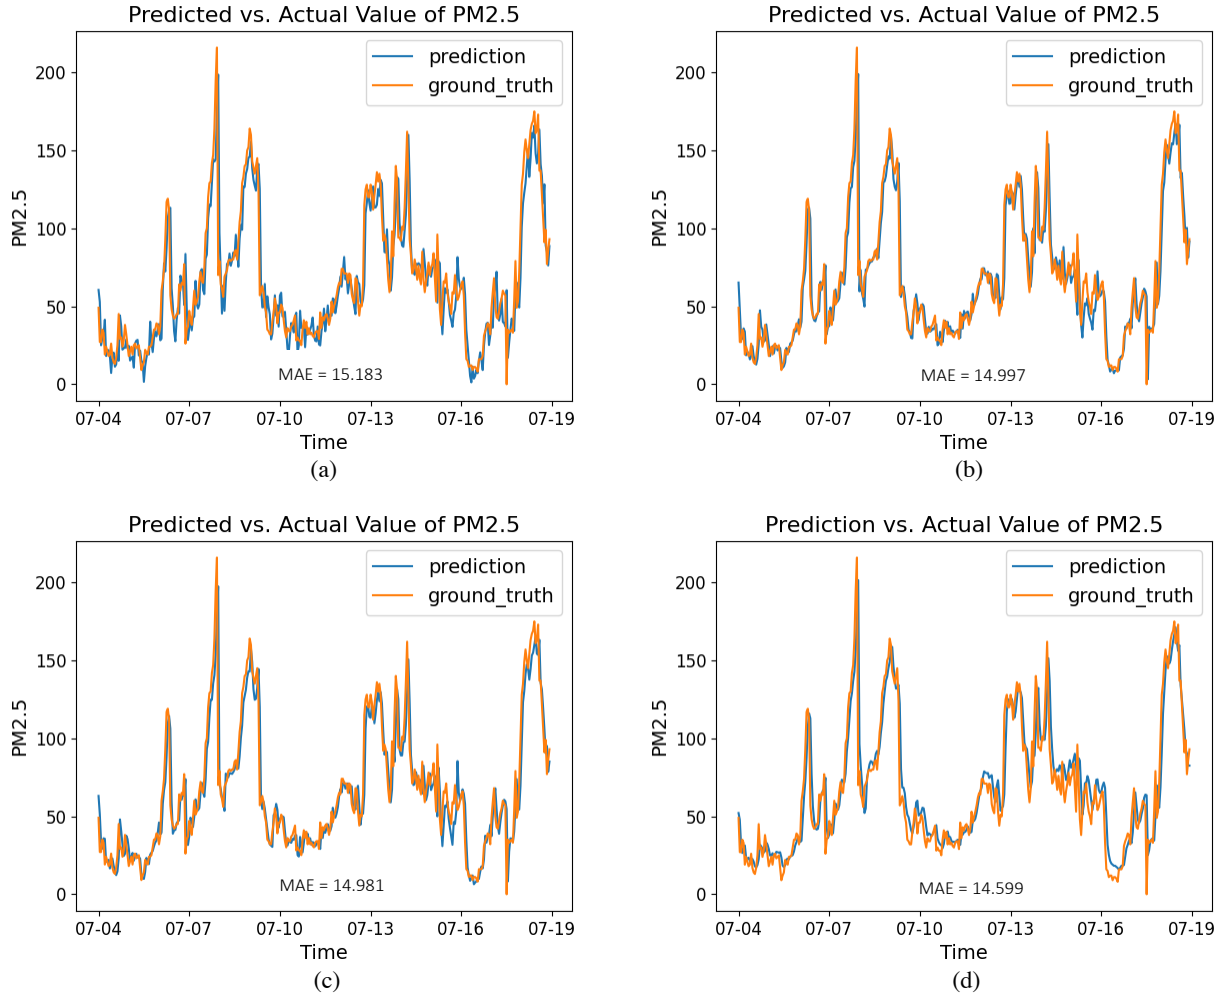 Predicted vs. Actual Value of PM2.5
prediction
ground_truth
PM2.5
200
150
100
50
0
MAE = 15.183
07-04 07-07 07-10 07-13 07-16 07-19
Time
(a)
Predicted vs. Actual Value of PM2.5
prediction
ground_truth
PM2.5
200
150
100
50
0
MAE = 14.997
07-04 07-07 07-10 07-13 07-16 07-19
Time
(b)
Predicted vs. Actual Value of PM2.5
prediction
ground_truth
PM2.5
200
150
100
50
0
MAE = 14.981
07-04 07-07 07-10 07-13 07-16 07-19
Time
(c)
Prediction vs. Actual Value of PM2.5
prediction
ground_truth
PM2.5
200
150
100
50
0
MAE = 14.599
07-04 07-07 07-10 07-13 07-16 07-19
Time
(d)